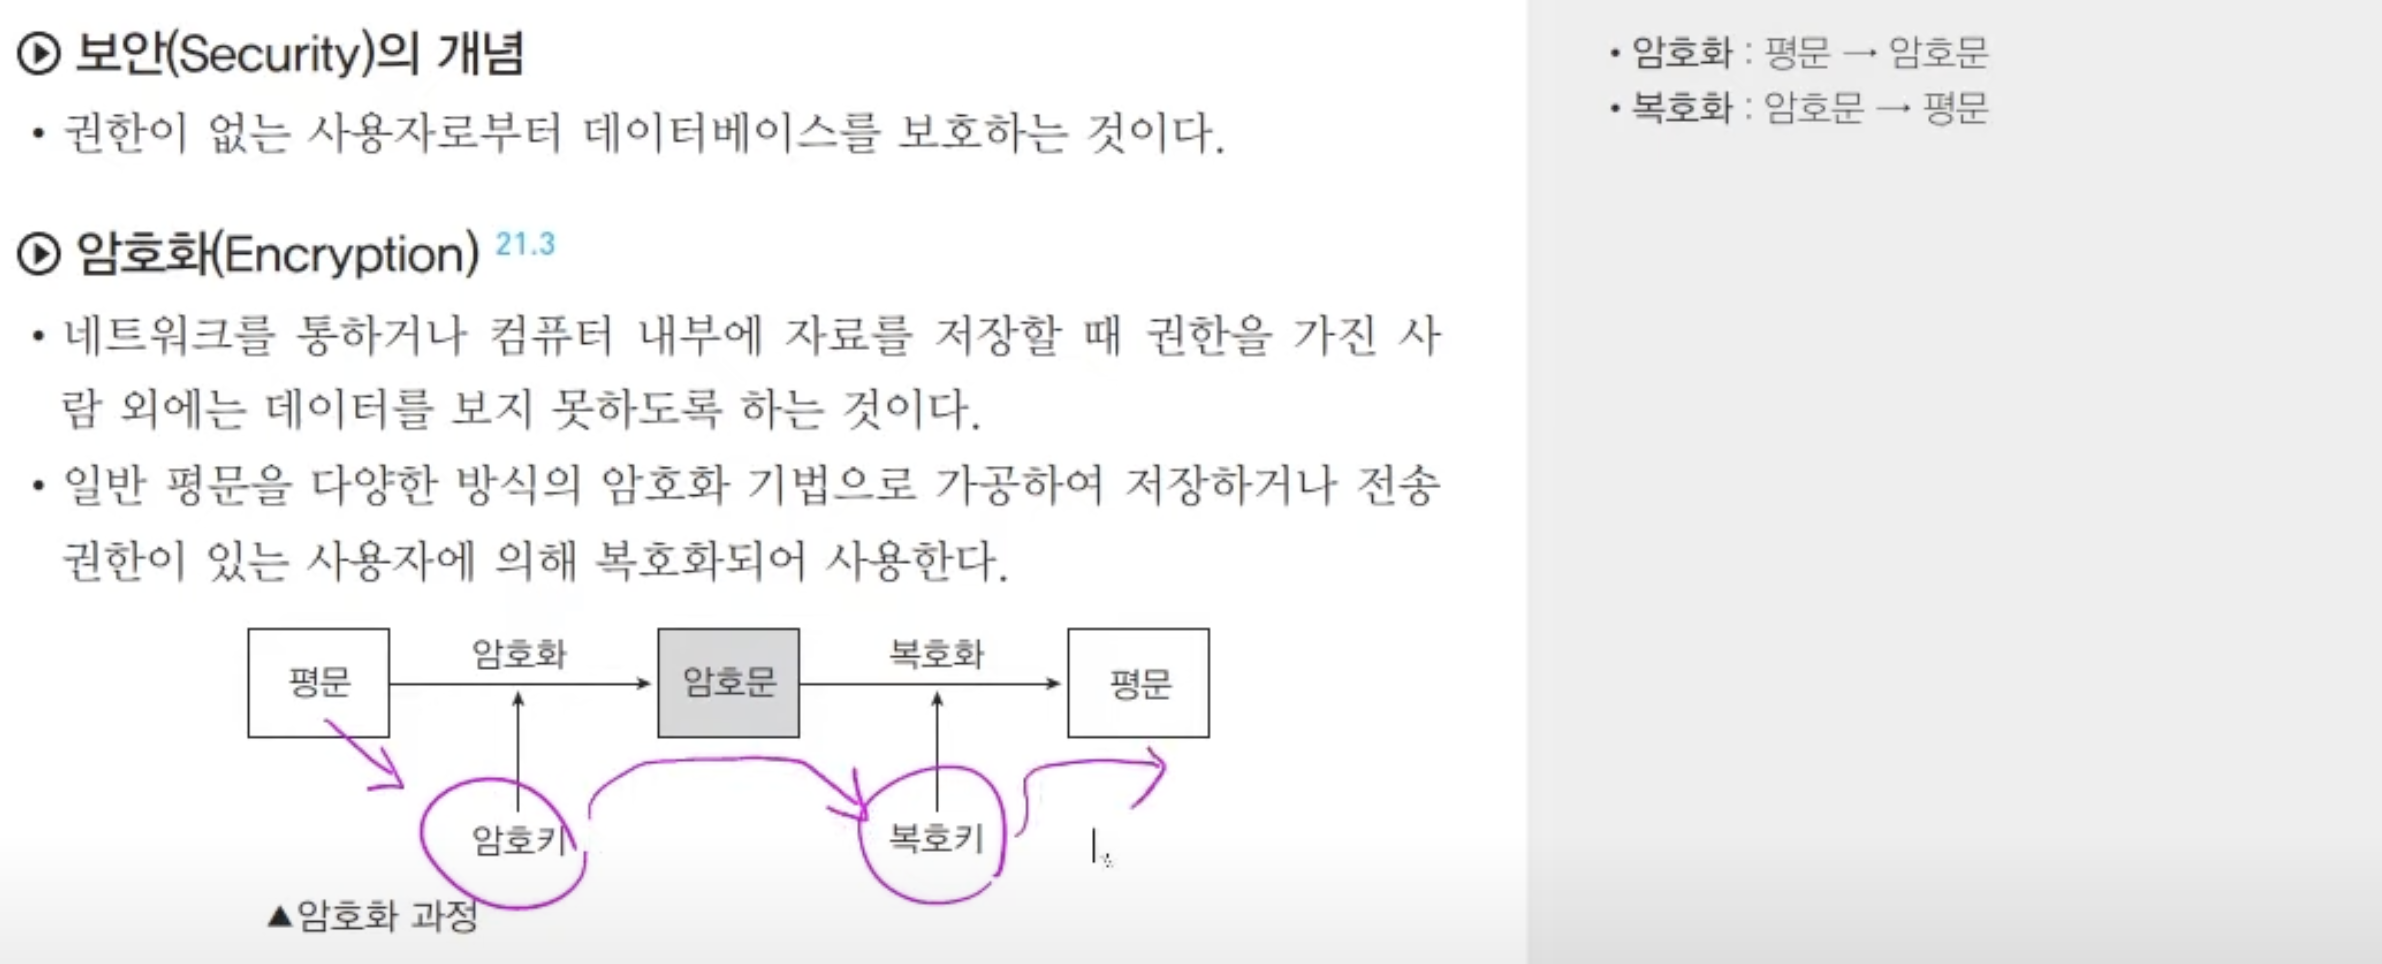 보안(Security)의 개념
• 권한이 없는 사용자로부터 데이터베이스를 보호하는 것이다.
암호화(Encryption) 21.3
• 네트워크를 통하거나 컴퓨터 내부에 자료를 저장할 때 권한을 가진 사
람 외에는 데이터를 보지 못하도록 하는 것이다.
• 일반 평문을 다양한 방식의 암호화 기법으로 가공하여 저장하거나 전송
권한이 있는 사용자에 의해 복호화되어 사용한다.
평문 암호화 암호문 복호화 평문
암호키 복호키
▲암호화 과정
• 암호화 : 평문 → 암호문
• 복호화 : 암호문 → 평문